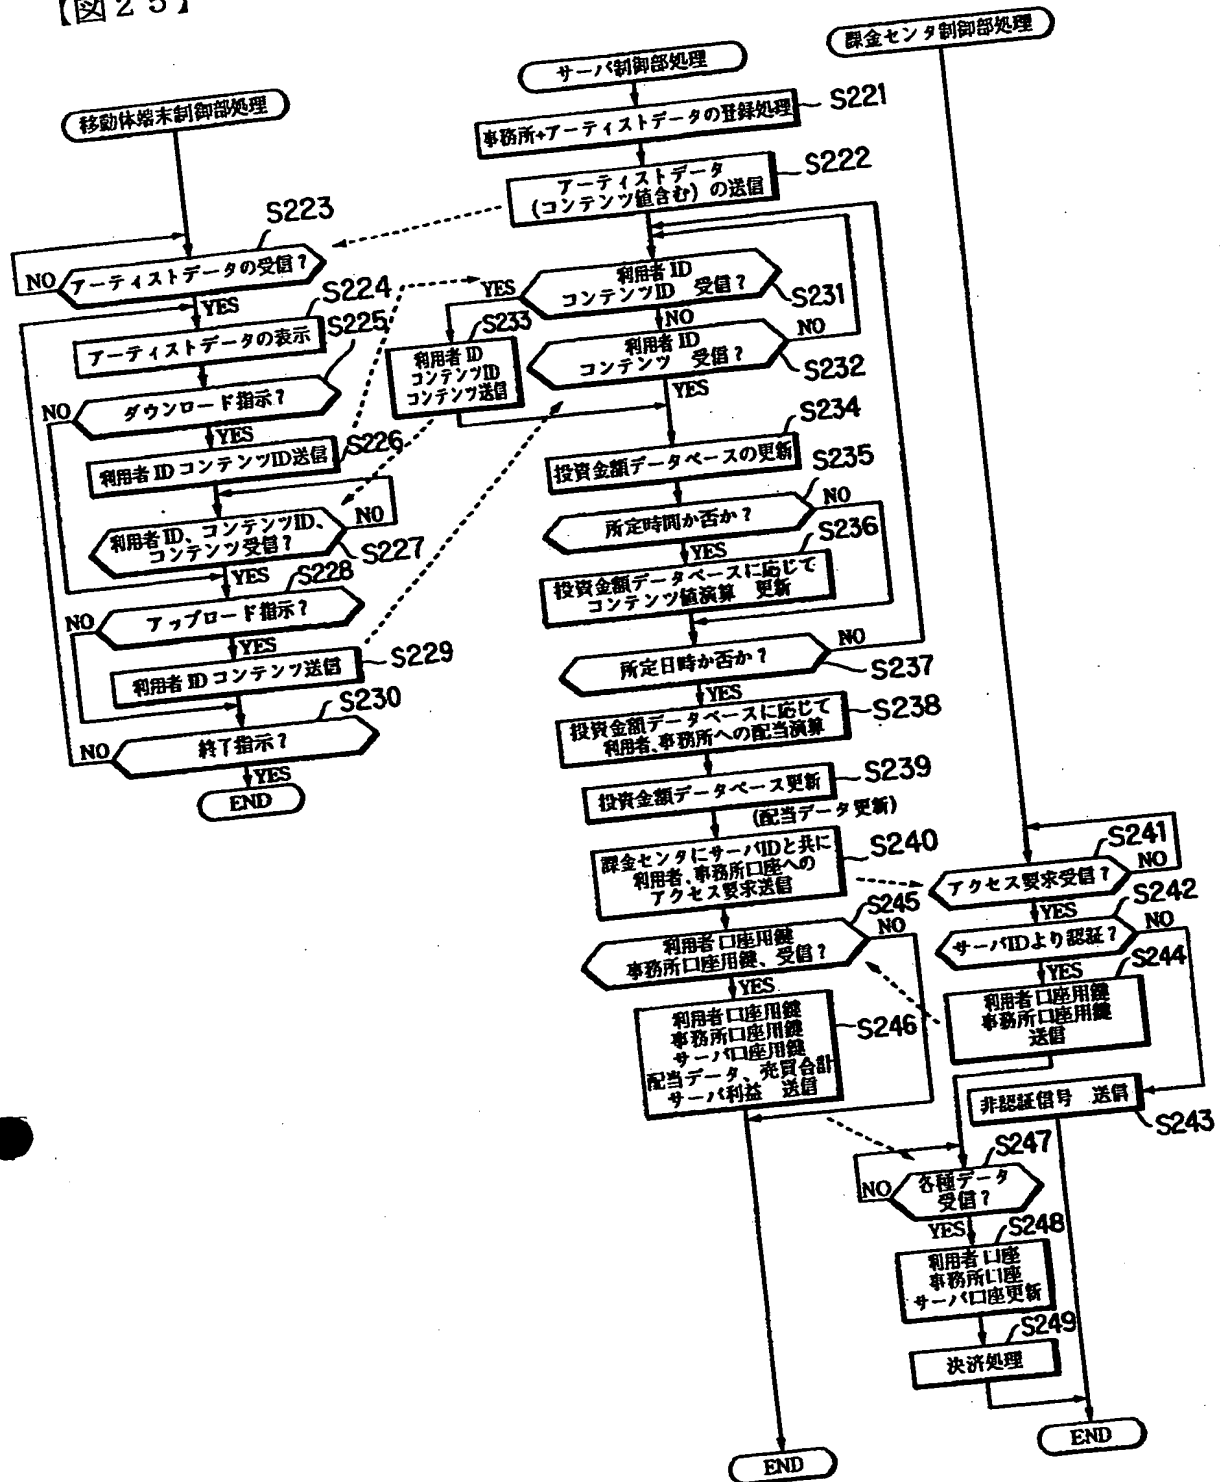 【図25】
移動体端末制御部処理
S223
アーティストデータの受信?
NO
YES
S224
アーティストデータの表示
S225
ダウンロード指示?
NO
YES
S226
利用者ID コンテンツID送信
利用者ID、コンテンツID、
コンテンツ受信?
NO
S227
YES
S228
アップロード指示?
NO
YES
利用者ID コンテンツ送信
S229
S230
終了指示?
NO
YES
END
サーバ制御部処理
事務所+アーティストデータの登録処理
S221
アーティストデータ
(コンテンツ値含む)の送信
S222
利用者ID
コンテンツID 受信?
YES
S231
NO
S233
利用者ID
コンテンツID
コンテンツ送信
利用者ID
コンテンツ 受信?
NO
S232
YES
S234
投資金額データベースの更新
S235
所定時間か否か?
NO
YES
S236
投資金額データベースに応じて
コンテンツ値演算 更新
所定日時か否か?
NO
S237
YES
投資金額データベースに応じて
利用者、事務所への配当演算
S238
投資金額データベース更新
S239
(配当データ更新)
課金センタにサーバIDと共に
利用者、事務所口座への
アクセス要求送信
S240
S245
利用者口座用鍵
事務所口座用鍵、受信?
NO
YES
利用者口座用鍵
事務所口座用鍵
サーバ口座用鍵
配当データ、売買合計
サーバ利益 送信
S246
END
課金センタ制御部処理
S241
アクセス要求受信?
NO
YES
S242
サーバIDより認証?
NO
YES
S244
利用者口座用鍵
事務所口座用鍵
送信
非認証信号 送信
S243
S247
各種データ
受信?
NO
YES
S248
利用者口座
事務所口座
サーバ口座更新
S249
決済処理
END